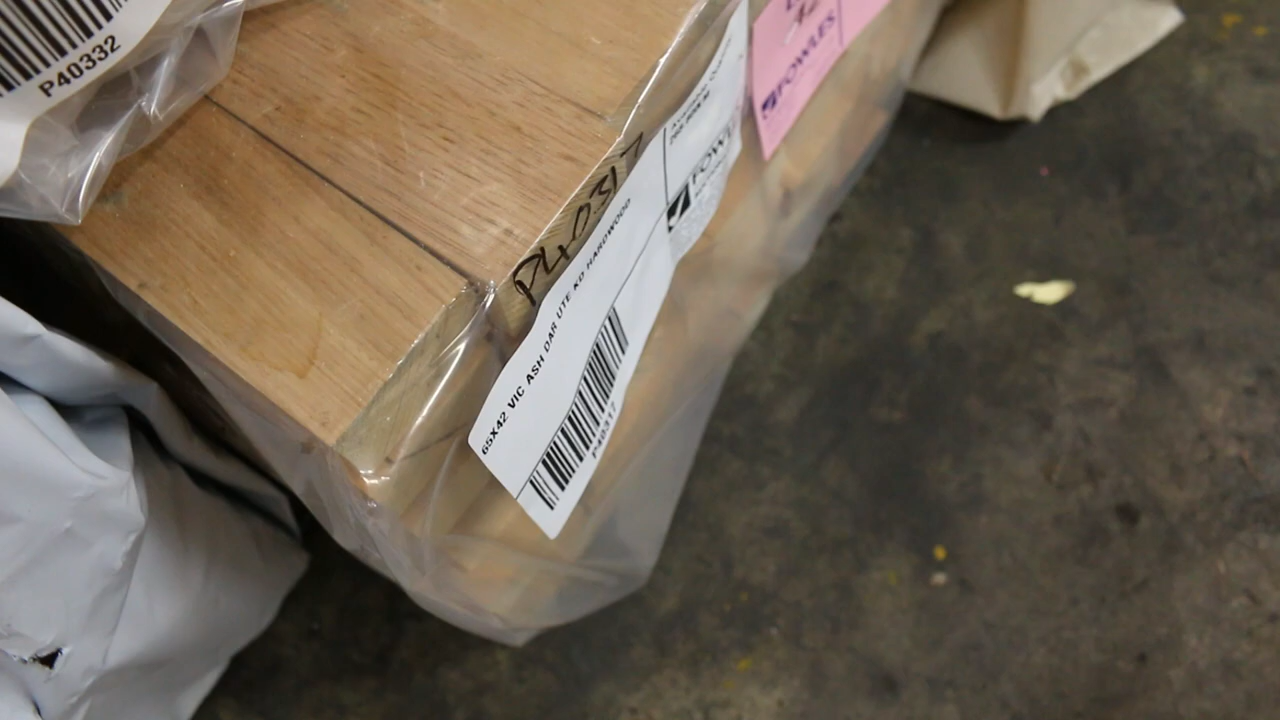 P40332
P40317
65X42 VIC ASH DAR UTE KD HARDWOOD
P40317
FOWLES